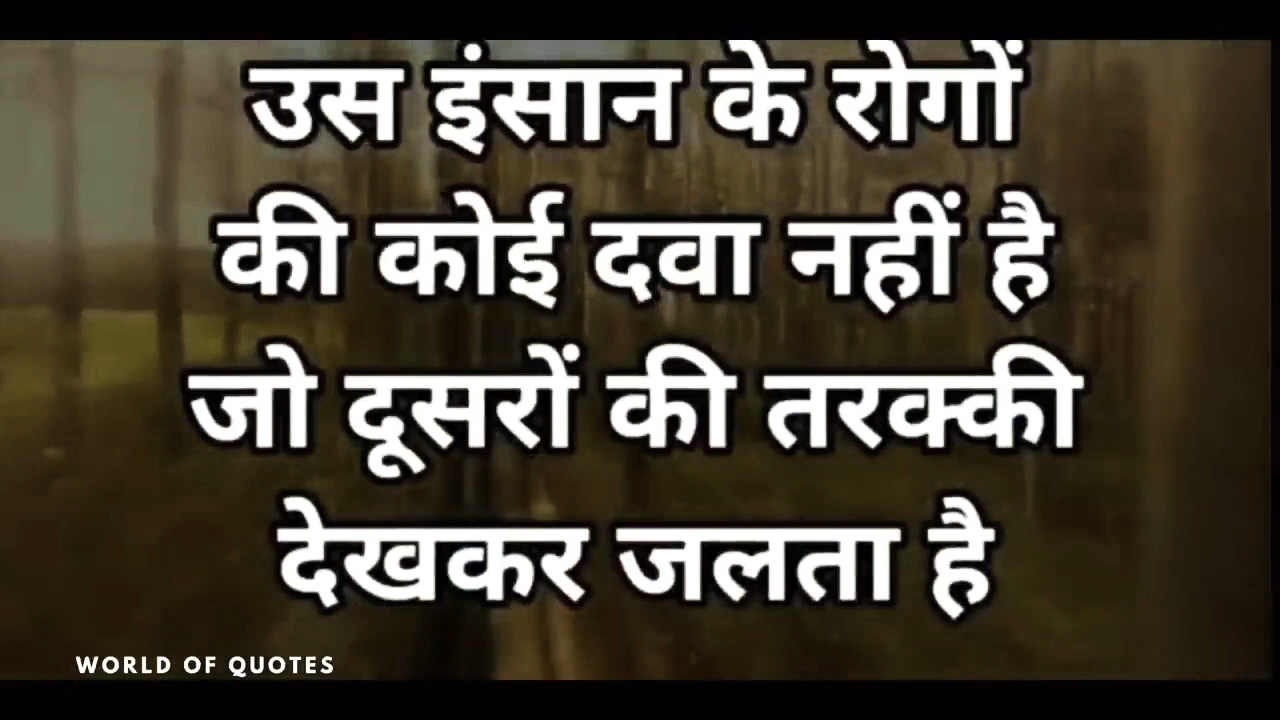 उस इंसान के रोगों
की कोई दवा नहीं है
जो दूसरों की तरक्की
देखकर जलता है
WORLD OF QUOTES